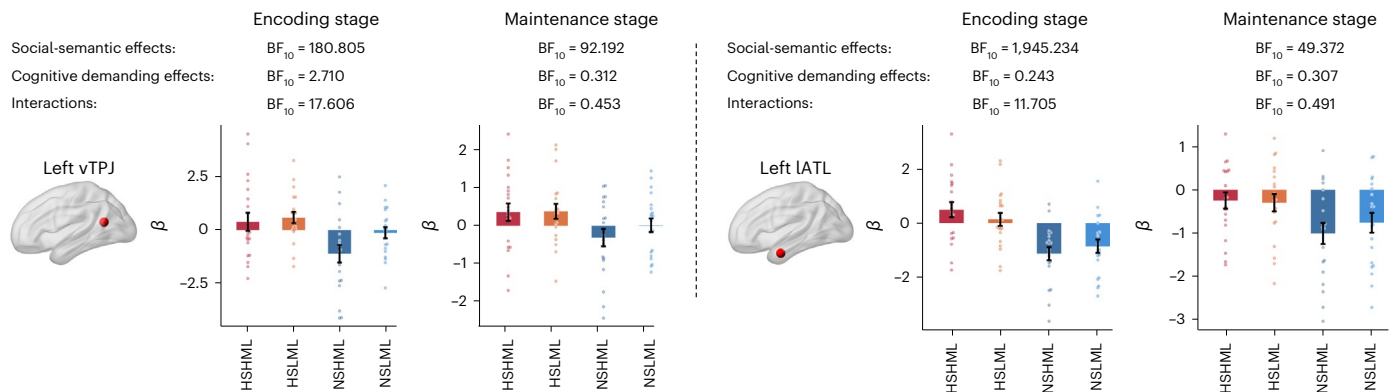 Encoding stage Maintenance stage Encoding stage Maintenance stage
Social-semantic effects: BF10 = 180.805 BF10 = 92.192 Social-semantic effects: BF10 = 1,945.234 BF10 = 49.372
Cognitive demanding effects: BF10 = 2.710 BF10 = 0.312 Cognitive demanding effects: BF10 = 0.243 BF10 = 0.307
Interactions: BF10 = 17.606 BF10 = 0.453 Interactions: BF10 = 11.705 BF10 = 0.491
Left vTPJ
β
2.5
0
−2.5
HSHML HSLML NSHML NSLML
β
2
1
0
−1
−2
HSHML HSLML NSHML NSLML
Left lATL
β
2
0
−2
HSHML HSLML NSHML NSLML
β
1
0
−1
−2
−3
HSHML HSLML NSHML NSLML